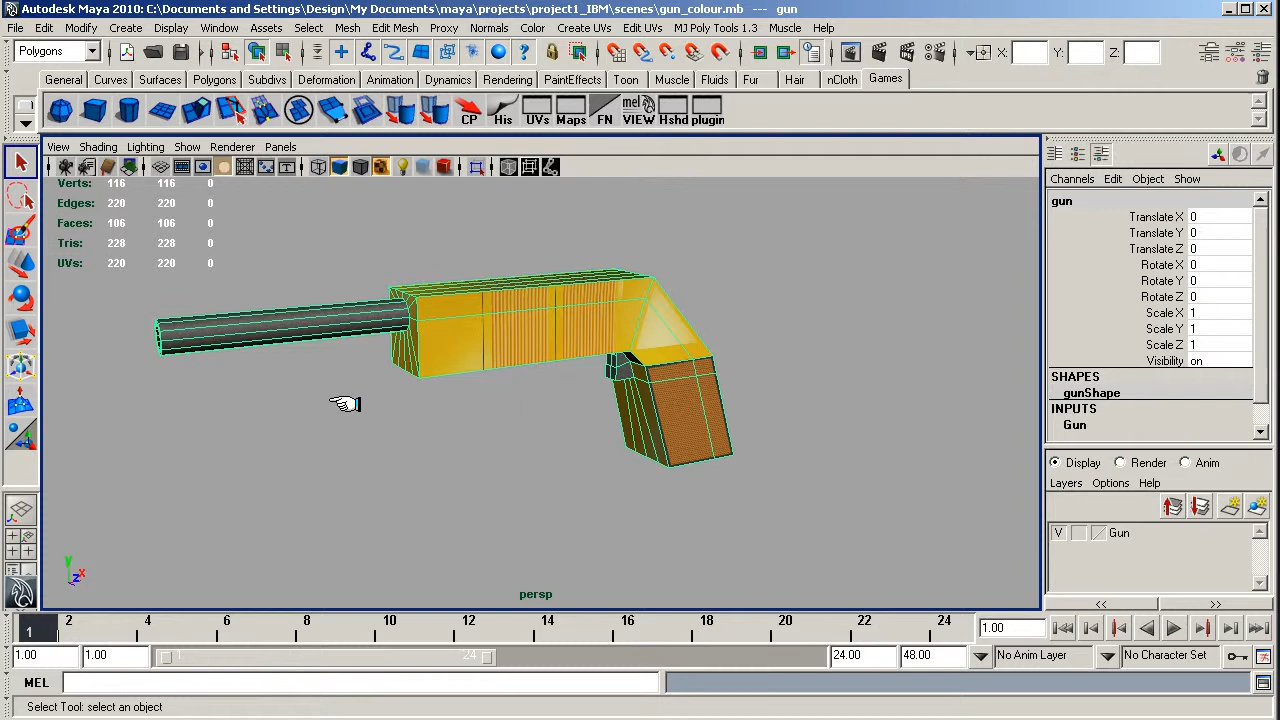 Autodesk Maya 2010: C:\Documents and Settings\Design\My Documents\maya\projects\project1_IBM\scenes\gun_colour.mb --- gun
File Edit Modify Create Display Window Assets Select Mesh Edit Mesh Proxy Normals Color Create UVs Edit UVs MJ Poly Tools 1.3 Muscle Help
Polygons X: Y: Z:
General Curves Surfaces Polygons Subdivs Deformation Animation Dynamics Rendering PaintEffects Toon Muscle Fluids Fur Hair nCloth Games
CP His UVs Maps FN mel VIEW Hshd plugin
View Shading Lighting Show Renderer Panels
Channels Edit Object Show
Verts: 116 116 0
Edges: 220 220 0
Faces: 106 106 0
Tris: 228 228 0
UVs: 220 220 0
gun
Translate X 0
Translate Y 0
Translate Z 0
Rotate X 0
Rotate Y 0
Rotate Z 0
Scale X 1
Scale Y 1
Scale Z 1
Visibility on
SHAPES
gunShape
INPUTS
Gun
Display Render Anim
Layers Options Help
V Gun
y x z
persp
<< >>
1 2 4 6 8 10 12 14 16 18 20 22 24 1.00
1.00 1.00 1 24 24.00 48.00 No Anim Layer No Character Set
MEL
Select Tool: select an object